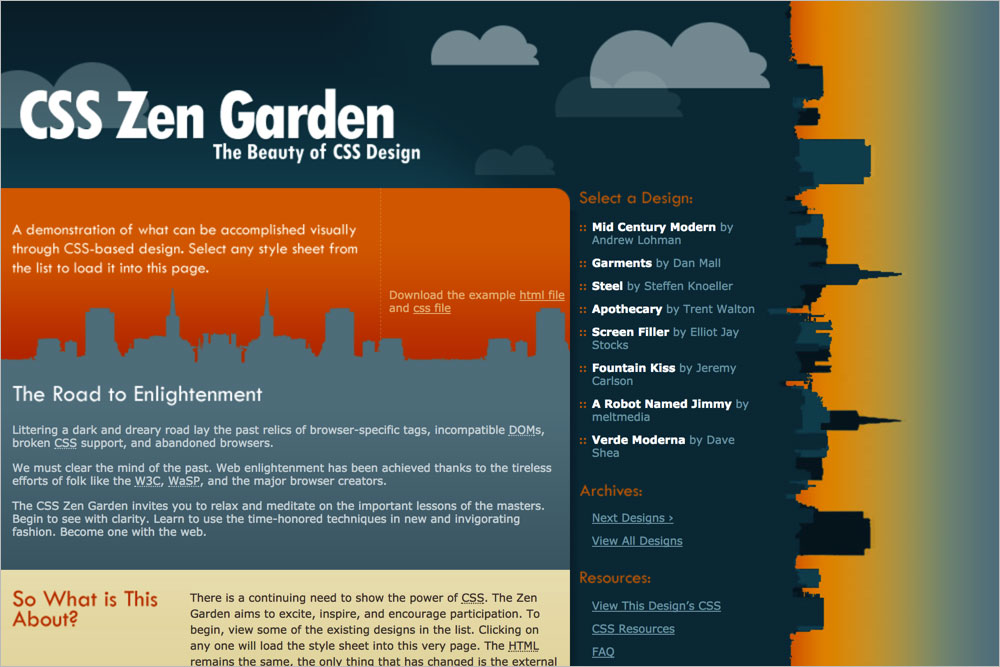 CSS Zen Garden
The Beauty of CSS Design
A demonstration of what can be accomplished visually
through CSS-based design. Select any style sheet from
the list to load it into this page.
Download the example html file
and css file
The Road to Enlightenment
Littering a dark and dreary road lay the past relics of browser-specific tags, incompatible DOMs,
broken CSS support, and abandoned browsers.
We must clear the mind of the past. Web enlightenment has been achieved thanks to the tireless
efforts of folk like the W3C, WaSP, and the major browser creators.
The CSS Zen Garden invites you to relax and meditate on the important lessons of the masters.
Begin to see with clarity. Learn to use the time-honored techniques in new and invigorating
fashion. Become one with the web.
So What is This
About?
There is a continuing need to show the power of CSS. The Zen
Garden aims to excite, inspire, and encourage participation. To
begin, view some of the existing designs in the list. Clicking on
any one will load the style sheet into this very page. The HTML
remains the same, the only thing that has changed is the external
Select a Design:
:: Mid Century Modern by
Andrew Lohman
:: Garments by Dan Mall
:: Steel by Steffen Knoeller
:: Apothecary by Trent Walton
:: Screen Filler by Elliot Jay
Stocks
:: Fountain Kiss by Jeremy
Carlson
:: A Robot Named Jimmy by
meltmedia
:: Verde Moderna by Dave
Shea
Archives:
Next Designs ›
View All Designs
Resources:
View This Design's CSS
CSS Resources
FAQ